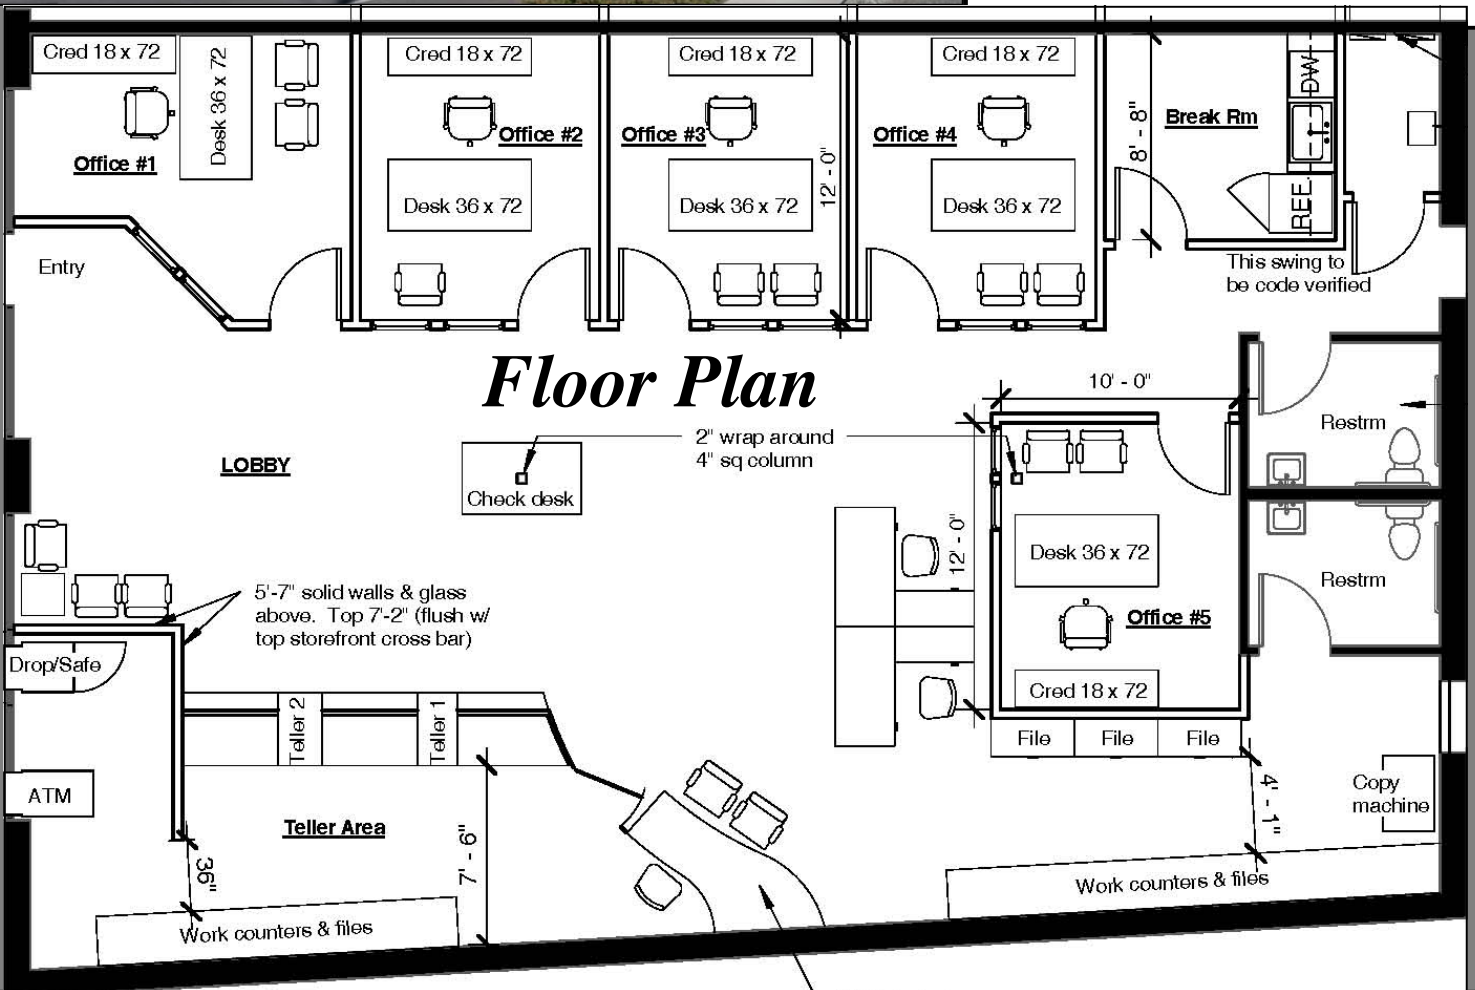 Cred 18 x 72
Desk 36 x 72
Office #1
Cred 18 x 72
Office #2
Desk 36 x 72
Cred 18 x 72
Office #3
Desk 36 x 72
12' - 0"
Cred 18 x 72
Office #4
Desk 36 x 72
8' - 8"
Break Rm
DW
REF.
This swing to
be code verified
Entry
Floor Plan
LOBBY
Check desk
2" wrap around
4" sq column
10' - 0"
12' - 0"
Desk 36 x 72
Office #5
Cred 18 x 72
File
File
File
Restrm
Restrm
5'-7" solid walls & glass
above. Top 7'-2" (flush w/
top storefront cross bar)
Drop/Safe
ATM
Teller 2
Teller 1
Teller Area
36"
7' - 6"
Work counters & files
4' - 1"
Copy
machine
Work counters & files